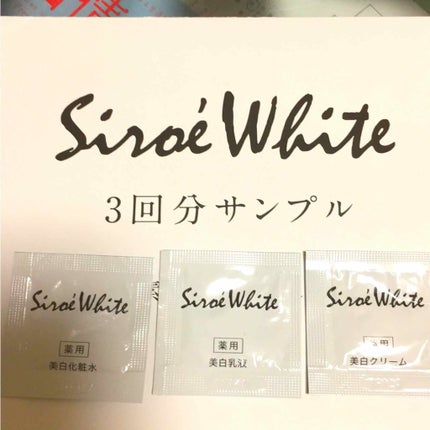 Siroé White
3回分サンプル
Siroé White
薬用
美白化粧水
Siroé White
薬用
美白乳液
Siroé White
薬用
美白クリーム